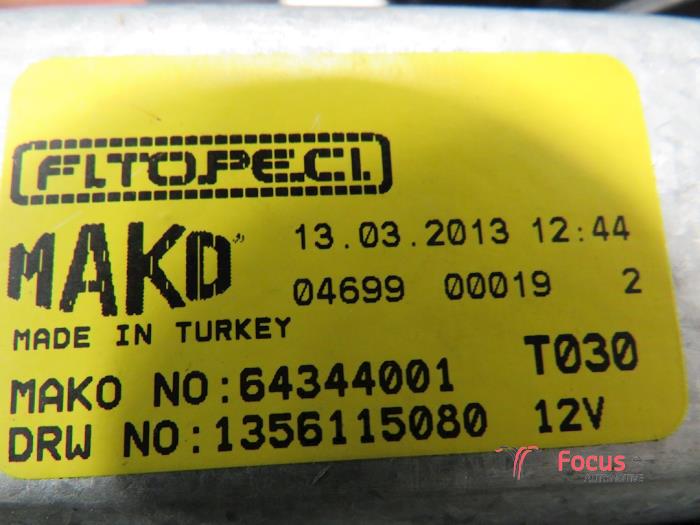 F.I.T.O.P.E.C.I.
MAKO
13.03.2013 12:44
04699 00019 2
MADE IN TURKEY
MAKO NO:64344001 T030
DRW NO:1356115080 12V
Focus
AUTOMOTIVE